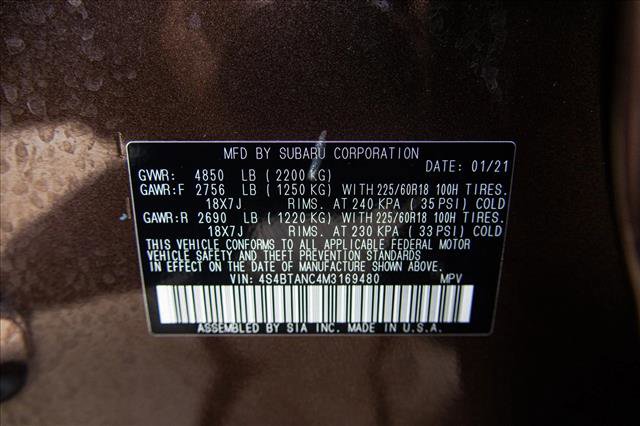 MFD BY SUBARU CORPORATION
DATE: 01/21
GVWR: 4850 LB ( 2200 KG)
GAWR:F 2756 LB ( 1250 KG) WITH 225/60R18 100H TIRES.
18X7J RIMS. AT 240 KPA ( 35 PSI) COLD
GAWR:R 2690 LB ( 1220 KG) WITH 225/60R18 100H TIRES.
18X7J RIMS. AT 230 KPA ( 33 PSI) COLD
THIS VEHICLE CONFORMS TO ALL APPLICABLE FEDERAL MOTOR
VEHICLE SAFETY AND THEFT PREVENTION STANDARDS
IN EFFECT ON THE DATE OF MANUFACTURE SHOWN ABOVE.
VIN: 4S4BTANC4M3169480 MPV
ASSEMBLED BY SIA INC. MADE IN U.S.A.